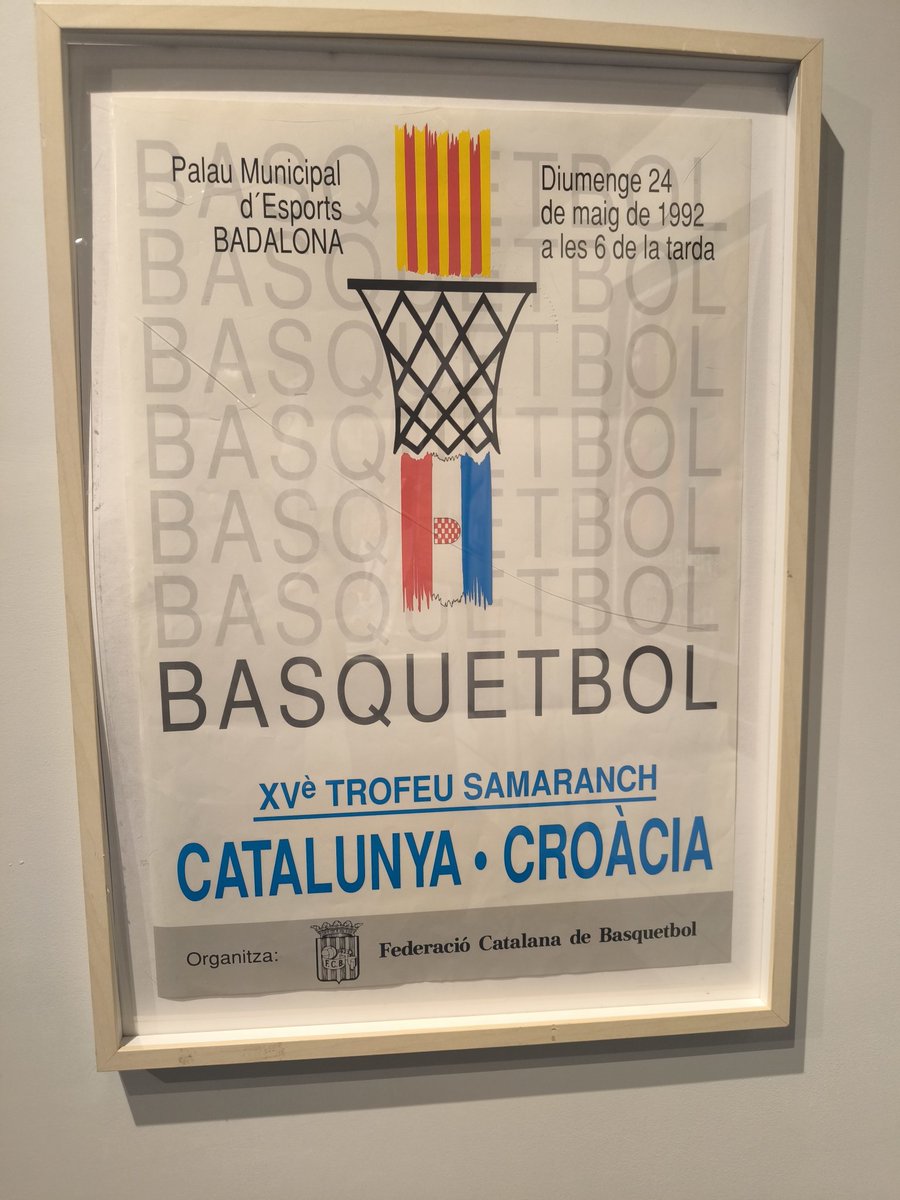 Palau Municipal
d´Esports
BADALONA
Diumenge 24
de maig de 1992
a les 6 de la tarda
BASQUETBOL
BASQUETBOL
BASQUETBOL
BASQUETBOL
BASQUETBOL
BASQUETBOL
BASQUETBOL
XVè TROFEU SAMARANCH
CATALUNYA • CROÀCIA
Organitza:
F.C.B
Federació Catalana de Basquetbol